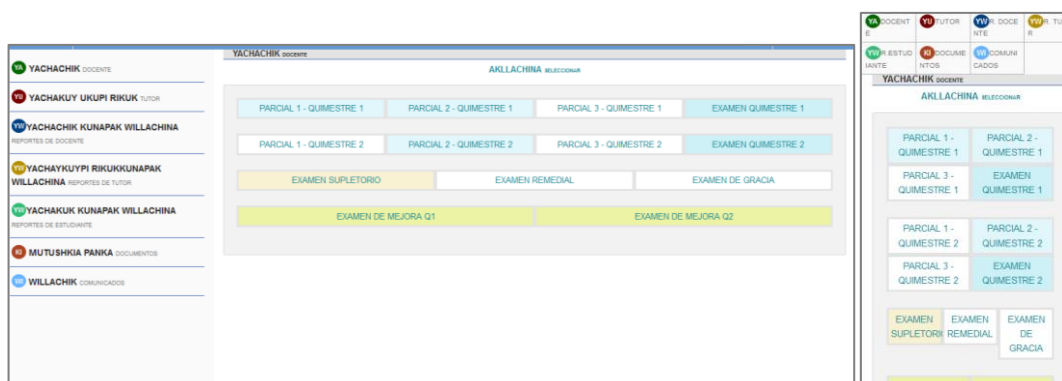 YA YACHACHIK DOCENTE
YU YACHAKUY UKUPI RIKUK TUTOR
YW YACHACHIK KUNAPAK WILLACHINA
REPORTES DE DOCENTE
YW YACHAYKUYPI RIKUKKUNAPAK
WILLACHINA REPORTES DE TUTOR
YW YACHAKUK KUNAPAK WILLACHINA
REPORTES DE ESTUDIANTE
KI MUTUSHKIA PANKA DOCUMENTOS
WI WILLACHIK COMUNICADOS
YACHACHIK DOCENTE
AKLLACHINA SELECCIONAR
PARCIAL 1 - QUIMESTRE 1 PARCIAL 2 - QUIMESTRE 1 PARCIAL 3 - QUIMESTRE 1 EXAMEN QUIMESTRE 1
PARCIAL 1 - QUIMESTRE 2 PARCIAL 2 - QUIMESTRE 2 PARCIAL 3 - QUIMESTRE 2 EXAMEN QUIMESTRE 2
EXAMEN SUPLETORIO EXAMEN REMEDIAL EXAMEN DE GRACIA
EXAMEN DE MEJORA Q1 EXAMEN DE MEJORA Q2
YA DOCENT YU TUTOR YW R. DOCE YW R. TU
E NTE R
YW R ESTUD KI DOCUME WI COMUNI
IANTE NTOS CADOS
YACHACHIK DOCENTE
AKLLACHINA SELECCIONAR
PARCIAL 1 - PARCIAL 2 -
QUIMESTRE 1 QUIMESTRE 1
PARCIAL 3 - EXAMEN
QUIMESTRE 1 QUIMESTRE 1
PARCIAL 1 - PARCIAL 2 -
QUIMESTRE 2 QUIMESTRE 2
PARCIAL 3 - EXAMEN
QUIMESTRE 2 QUIMESTRE 2
EXAMEN EXAMEN EXAMEN
SUPLETORI REMEDIAL DE
GRACIA